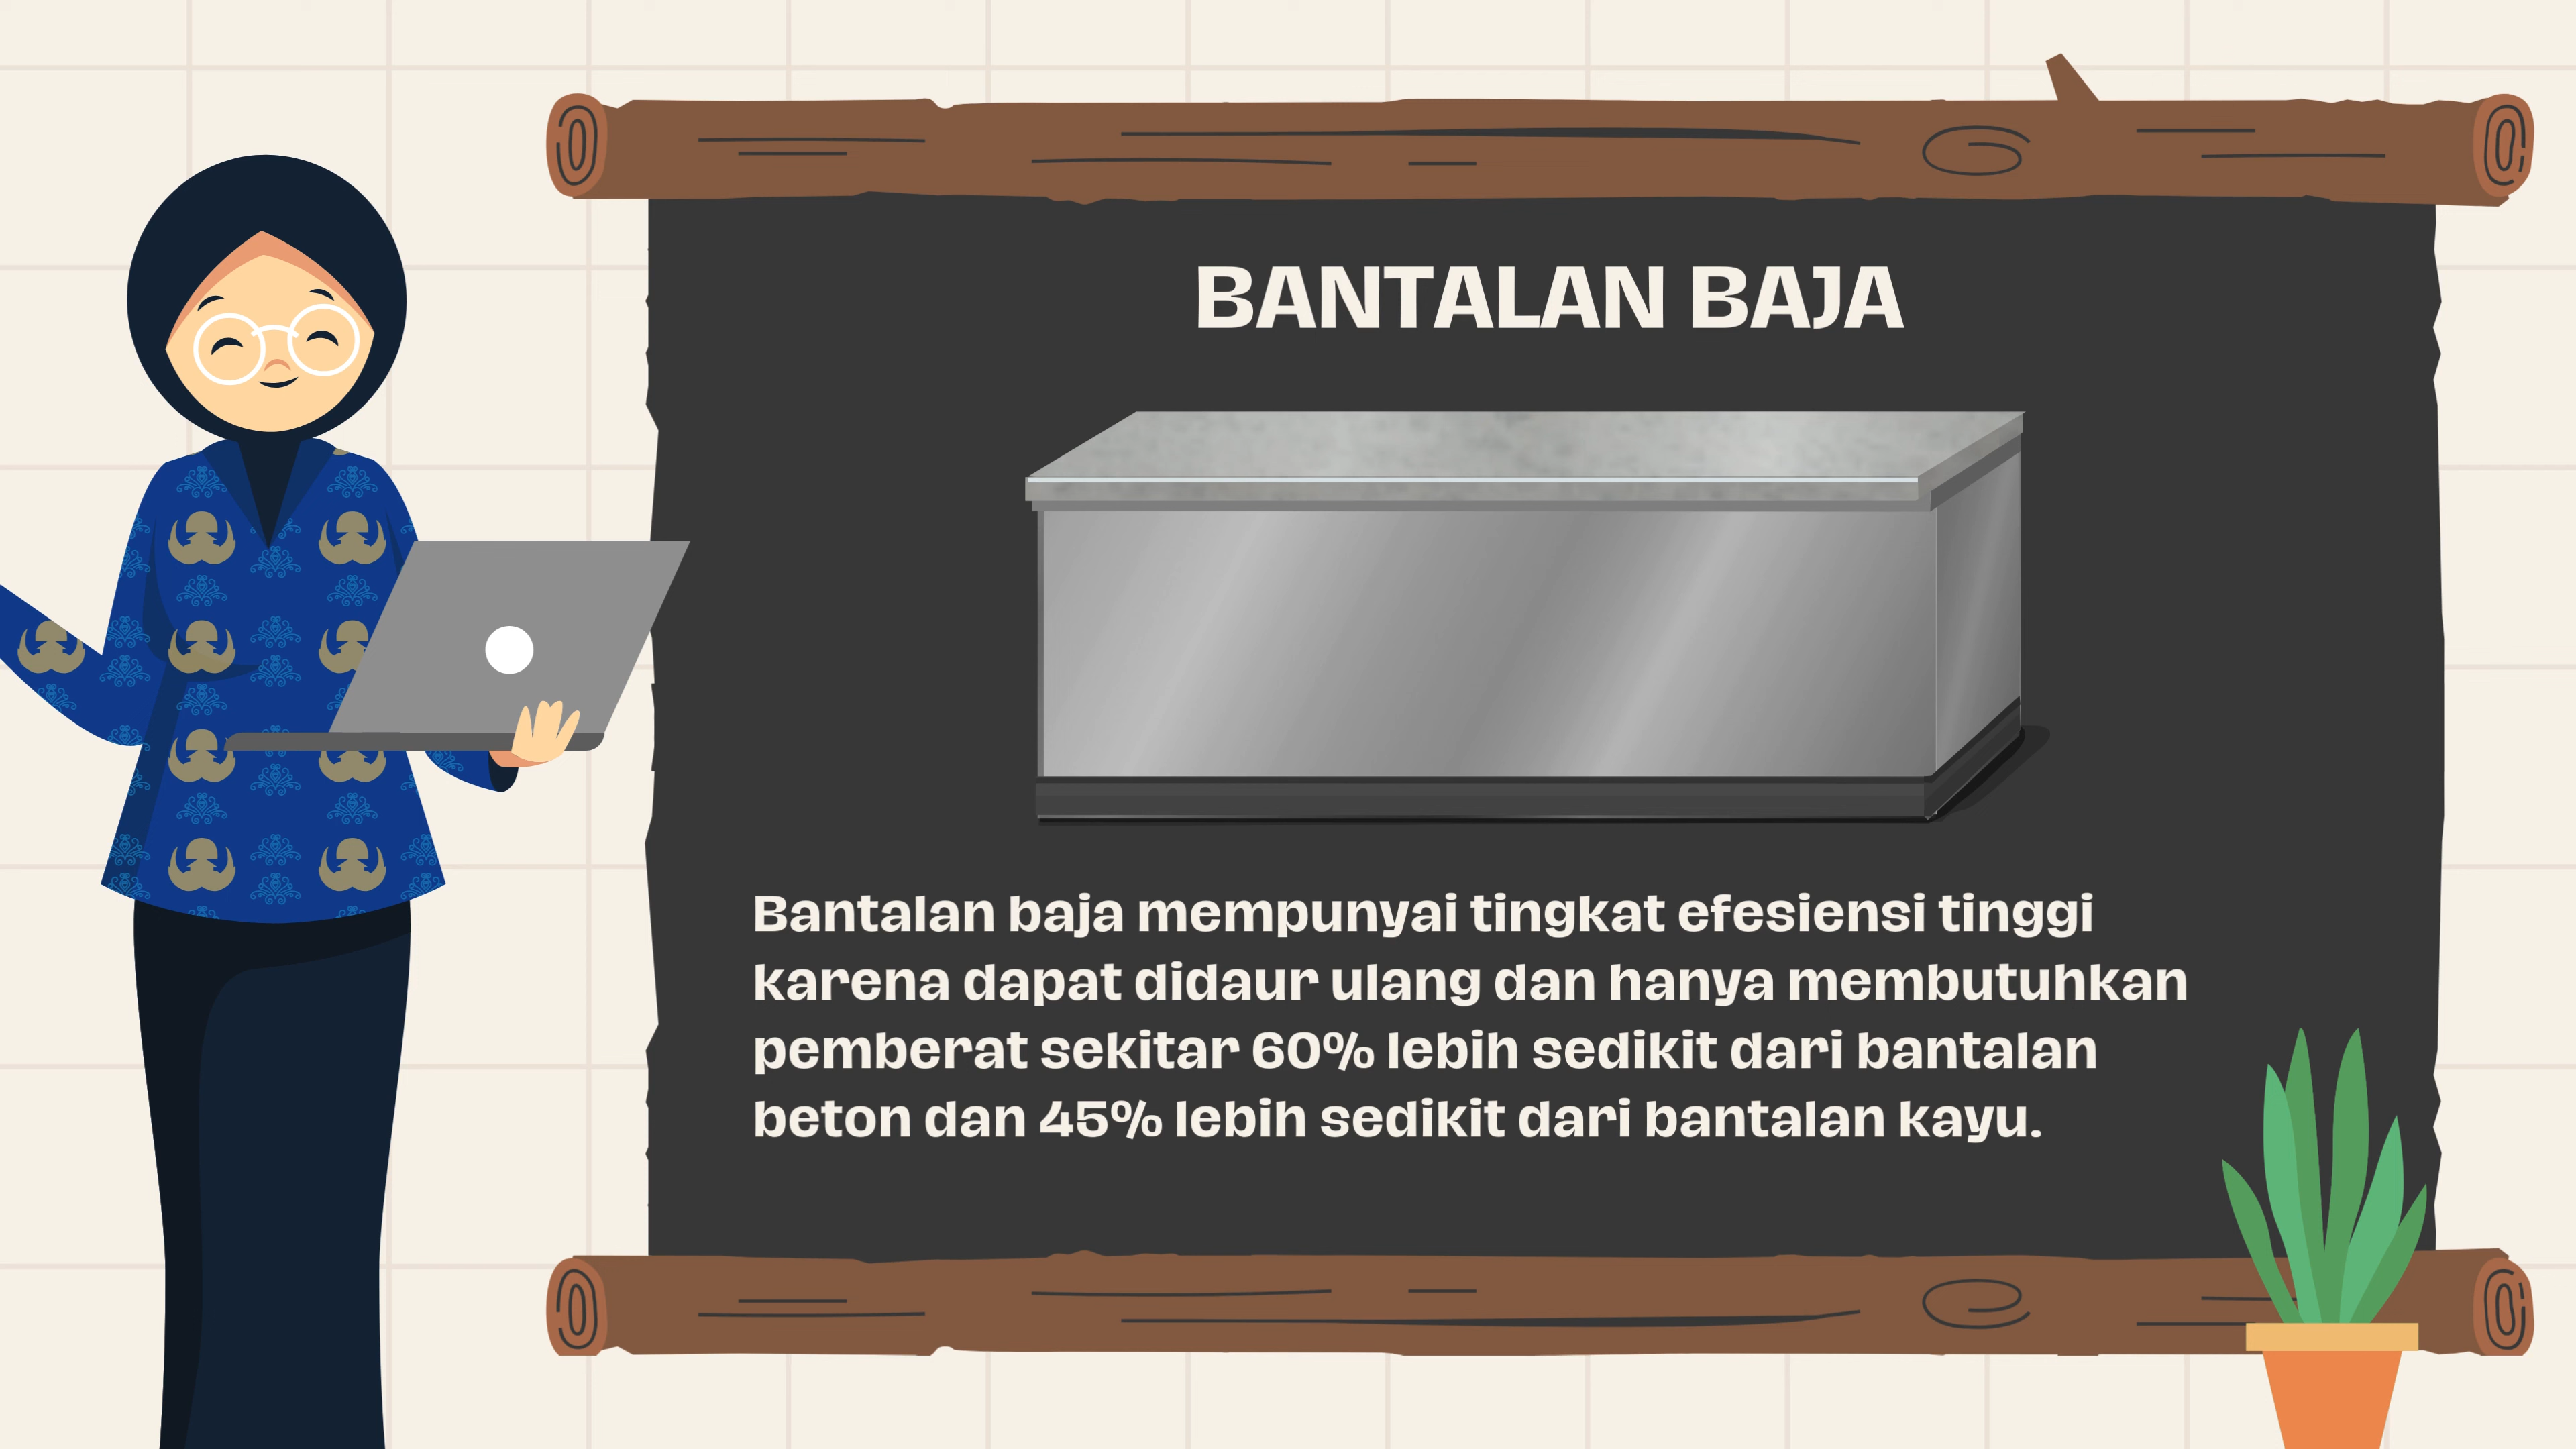 BANTALAN BAJA
Bantalan baja mempunyai tingkat efesiensi tinggi
karena dapat didaur ulang dan hanya membutuhkan
pemberat sekitar 60% lebih sedikit dari bantalan
beton dan 45% lebih sedikit dari bantalan kayu.